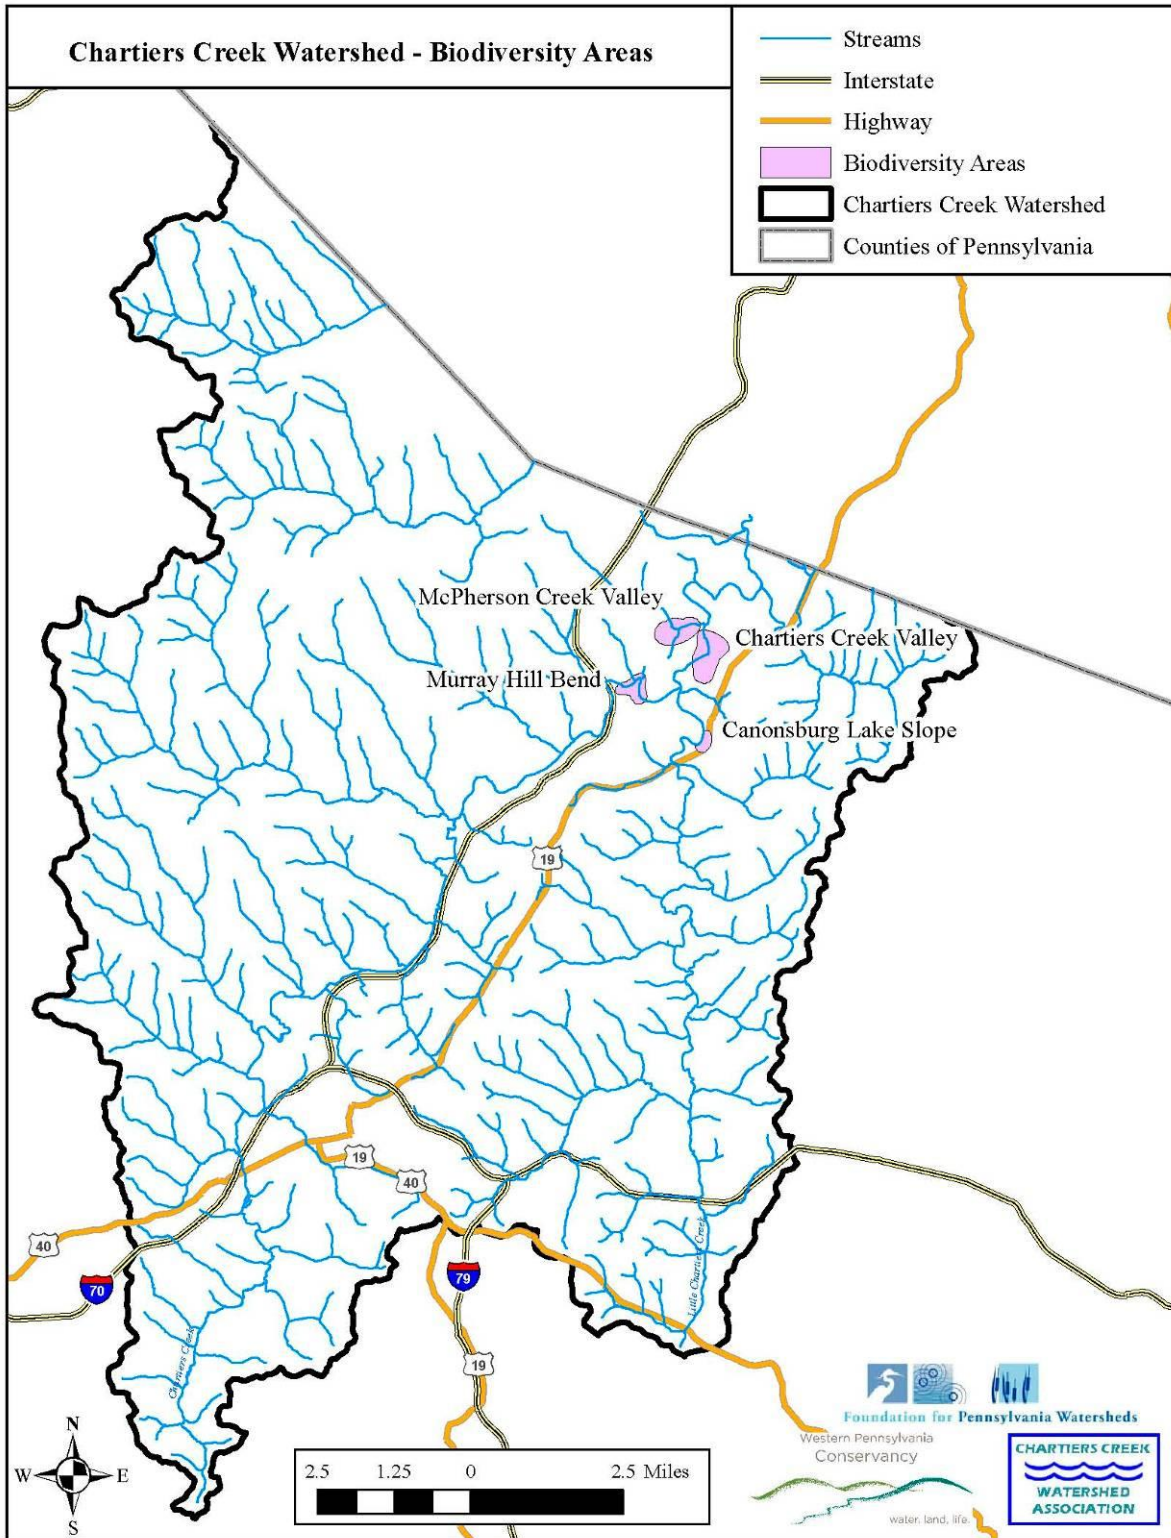 Chartiers Creek Watershed - Biodiversity Areas
Streams
Interstate
Highway
Biodiversity Areas
Chartiers Creek Watershed
Counties of Pennsylvania
McPherson Creek Valley
Chartiers Creek Valley
Murray Hill Bend
Canonsburg Lake Slope
19
19
40
40
70
79
19
Little Chartiers Creek
Chartiers Creek
N
W
E
S
2.5 1.25 0 2.5 Miles
Foundation for Pennsylvania Watersheds
Western Pennsylvania
Conservancy
water, land, life.
CHARTIERS CREEK
WATERSHED
ASSOCIATION